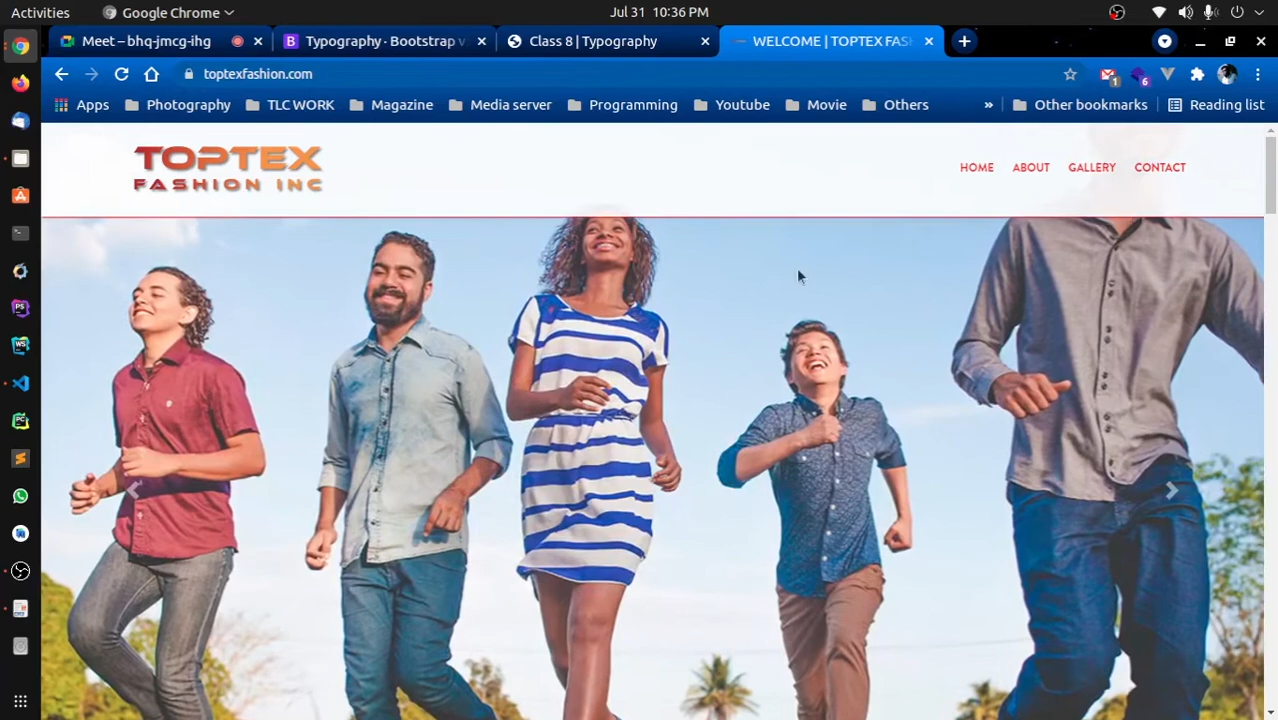 Activities Google Chrome Jul 31 10:36 PM
Meet – bhq-jmcg-ihg B Typography · Bootstrap v Class 8 | Typography WELCOME | TOPTEX FASH
toptexfashion.com 1 6
Apps Photography TLC WORK Magazine Media server Programming Youtube Movie Others » Other bookmarks Reading list
TOPTEX
FASHION INC
HOME ABOUT GALLERY CONTACT